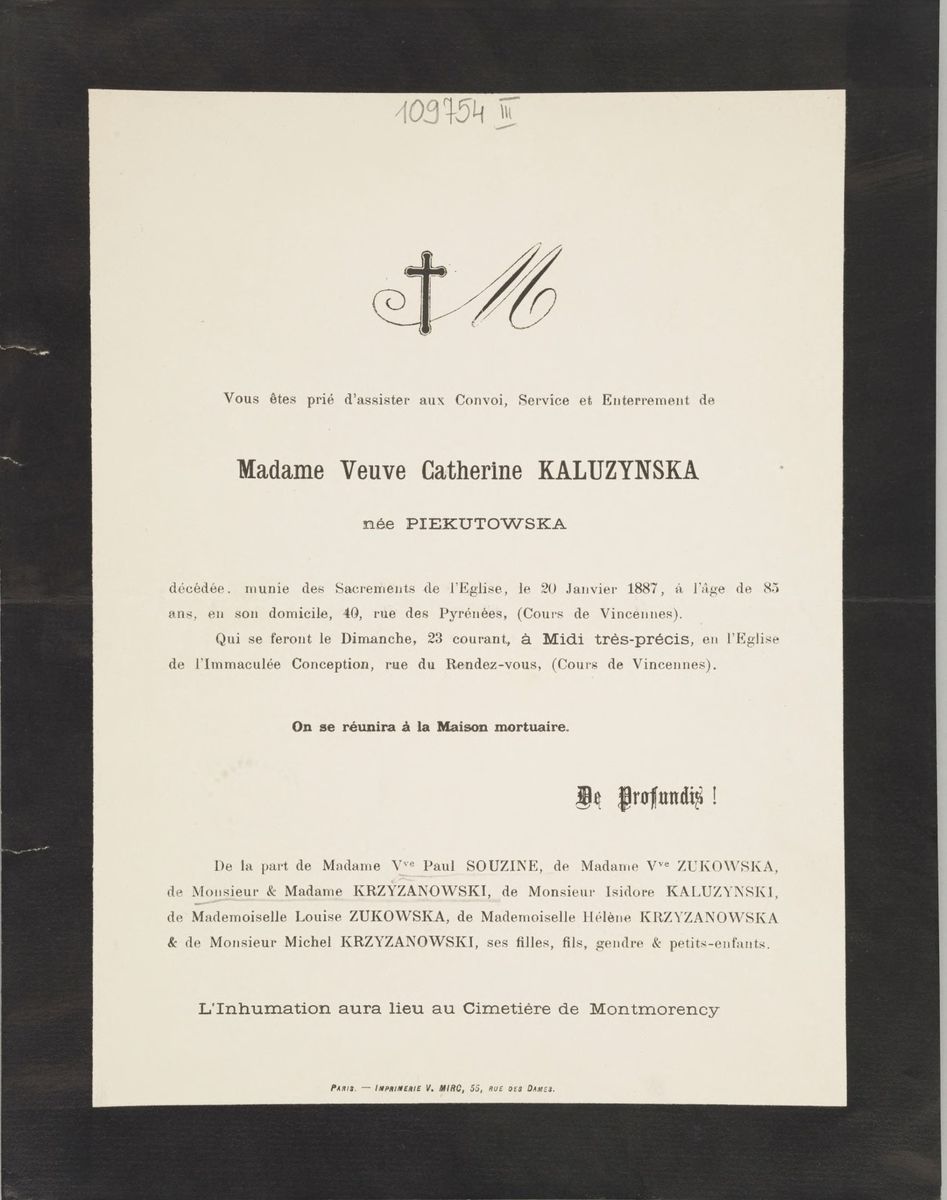 109754 III
M
Vous êtes prié d'assister aux Convoi, Service et Enterrement de
Madame Veuve Catherine KALUZYNSKA
née PIEKUTOWSKA
décédée. munie des Sacrements de l'Eglise, le 20 Janvier 1887, á l'âge de 85
ans, en son domicile, 40, rue des Pyrénées, (Cours de Vincennes).
Qui se feront le Dimanche, 23 courant, à Midi très-précis, en l'Eglise
de l'Immaculée Conception, rue du Rendez-vous, (Cours de Vincennes).
On se réunira à la Maison mortuaire.
De Profundis !
De la part de Madame Vve Paul SOUZINE, de Madame Vve ZUKOWSKA,
de Monsieur & Madame KRZYZANOWSKI, de Monsieur Isidore KALUZYNSKI,
de Mademoiselle Louise ZUKOWSKA, de Mademoiselle Hélène KRZYZANOWSKA
& de Monsieur Michel KRZYZANOWSKI, ses filles, fils, gendre & petits-enfants.
L'Inhumation aura lieu au Cimetiére de Montmorency
PARIS. — IMPRIMERIE V. MIRC, 55, RUE DES DAMES.